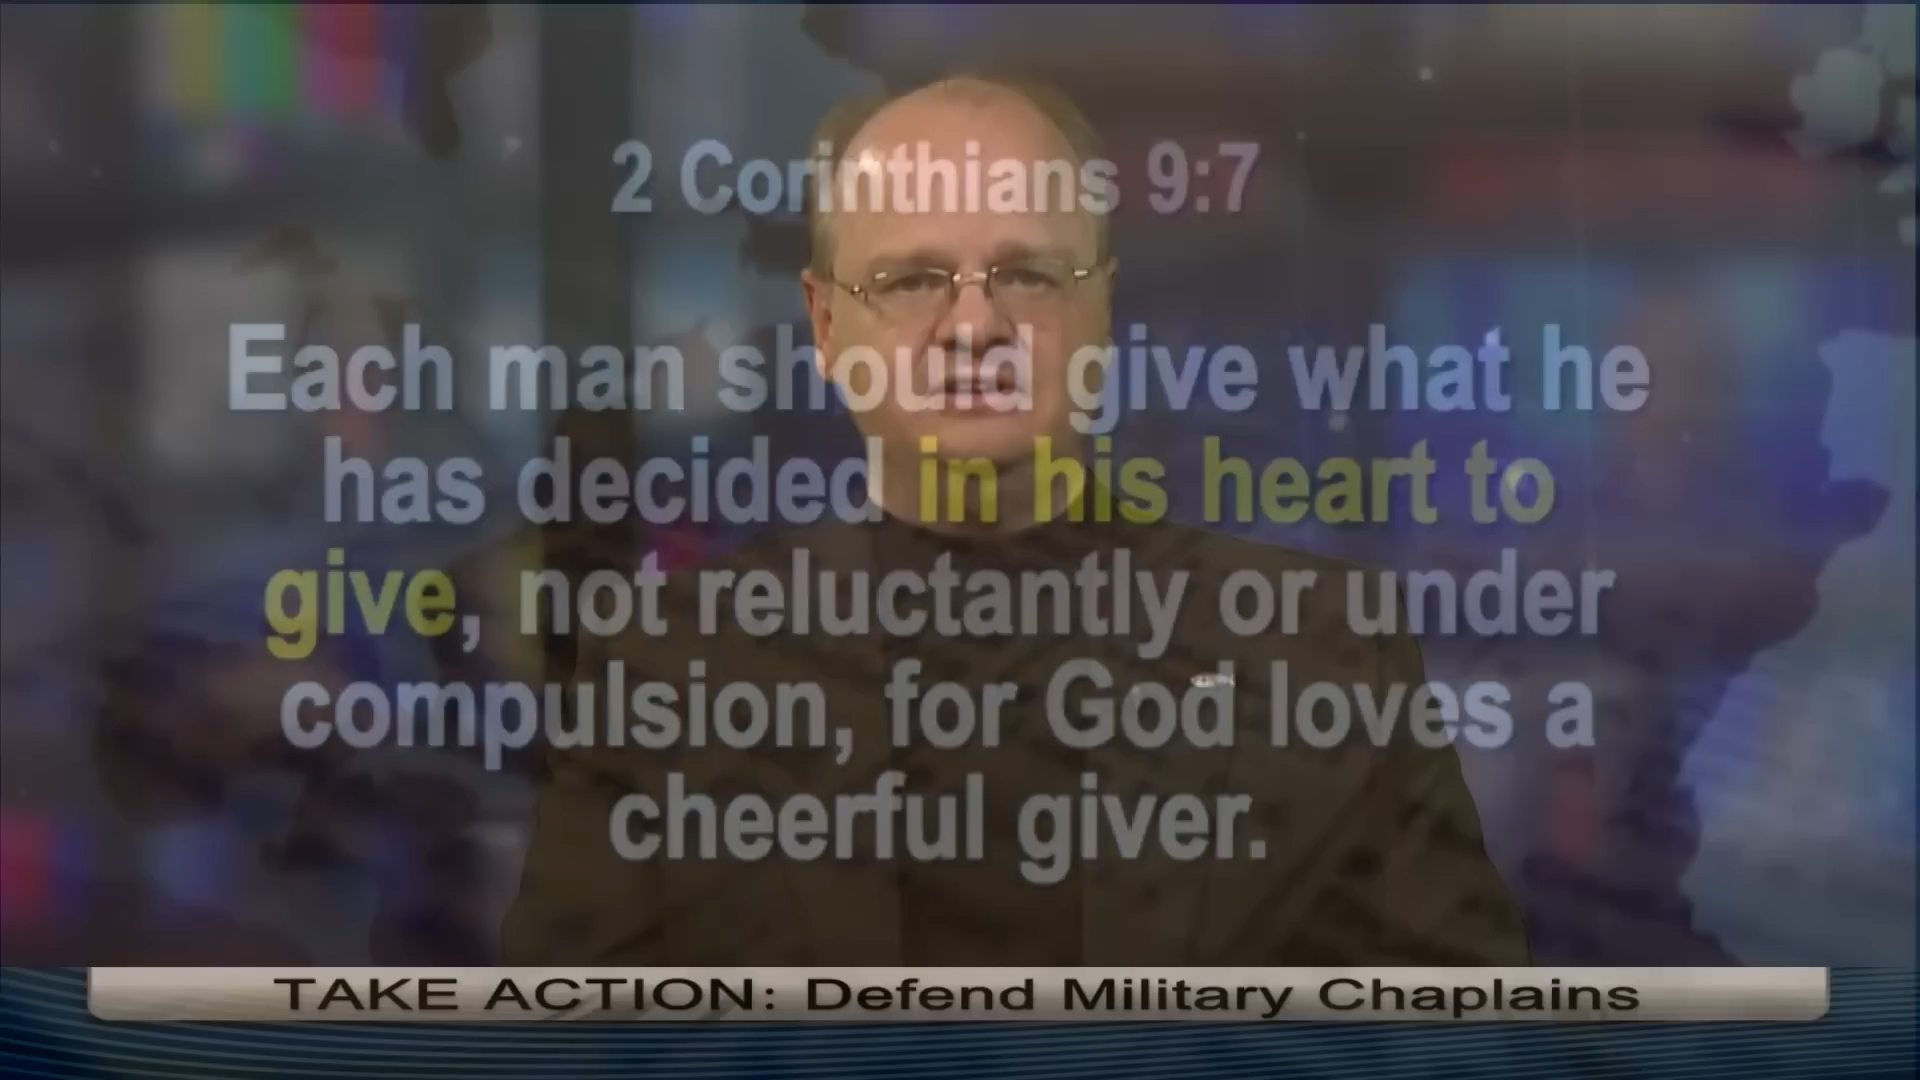 2 Corinthians 9:7
Each man should give what he
has decided in his heart to
give, not reluctantly or under
compulsion, for God loves a
cheerful giver.
TAKE ACTION: Defend Military Chaplains